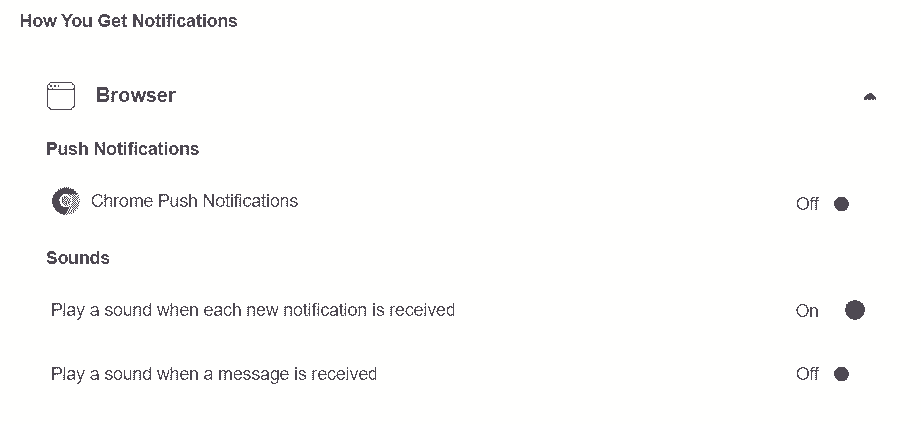 How You Get Notifications
Browser
Push Notifications
Chrome Push Notifications
Off
Sounds
Play a sound when each new notification is received
On
Play a sound when a message is received
Off